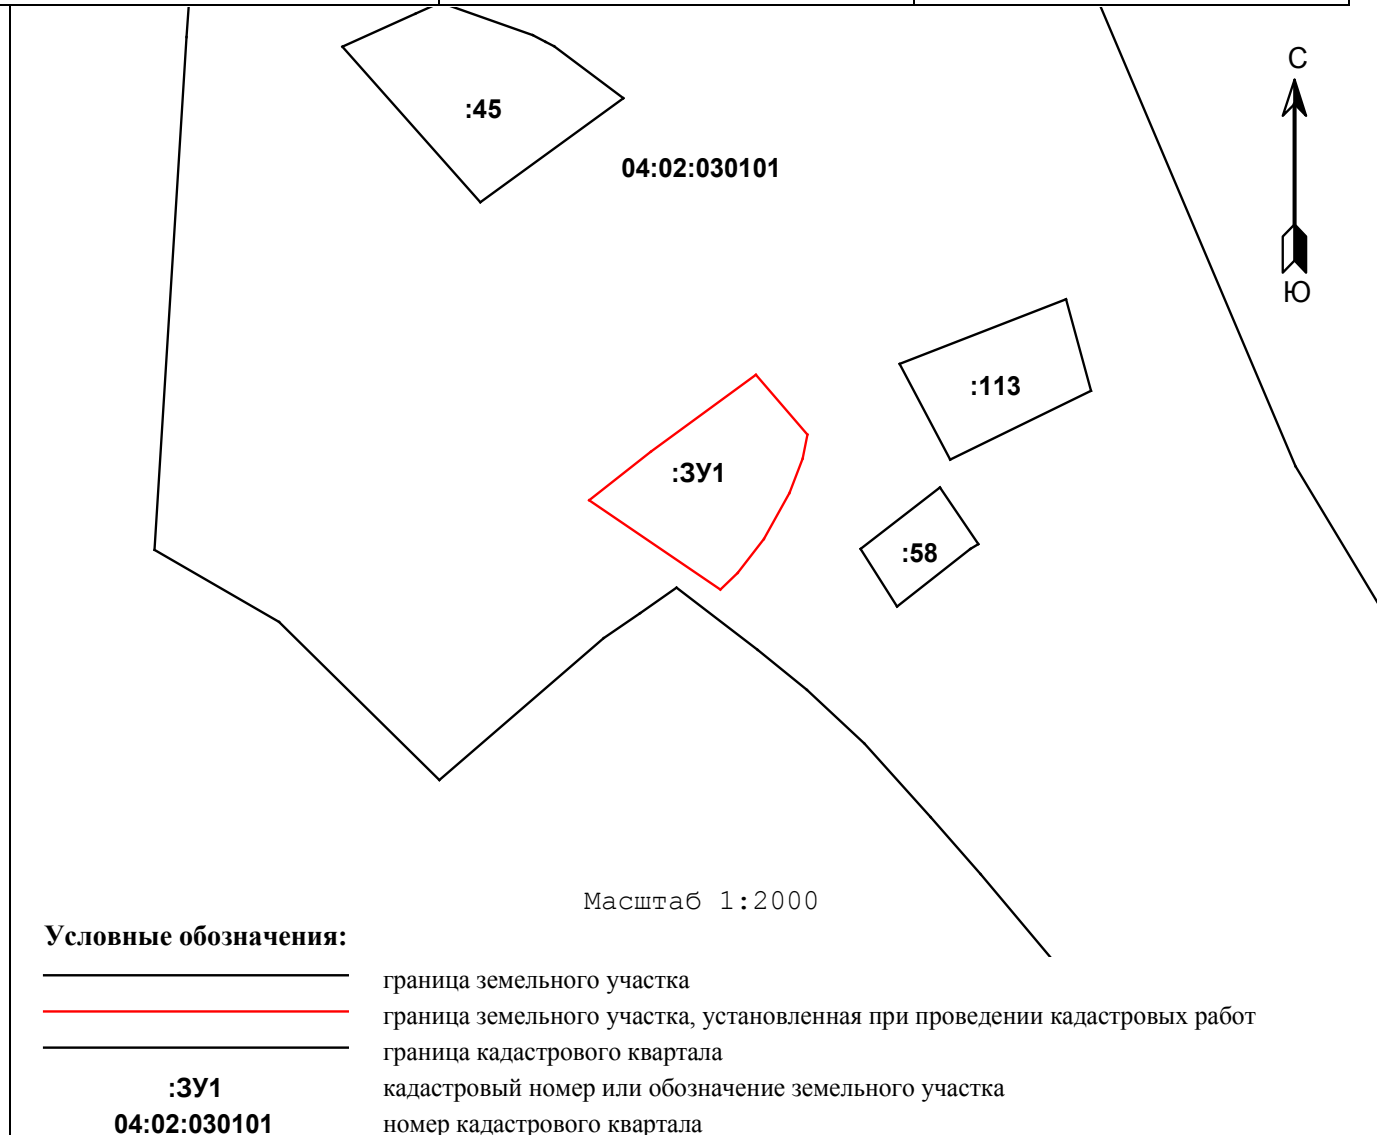 С
:45
04:02:030101
Ю
:113
:ЗУ1
:58
Масштаб 1:2000
Условные обозначения:
граница земельного участка
граница земельного участка, установленная при проведении кадастровых работ
граница кадастрового квартала
:ЗУ1 кадастровый номер или обозначение земельного участка
04:02:030101 номер кадастрового квартала